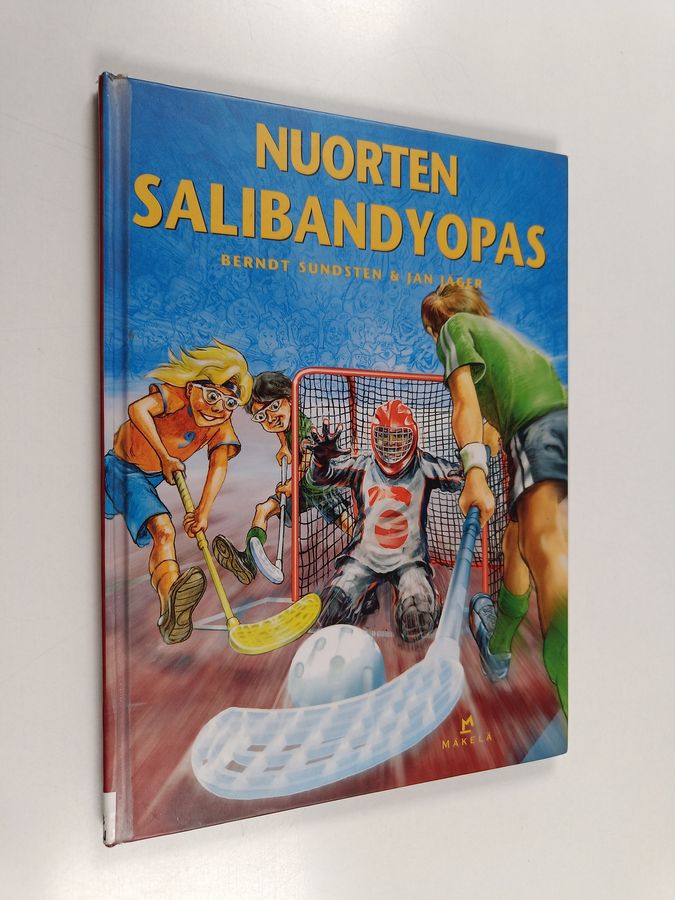 NUORTEN
SALIBANDYOPAS
BERNDT SUNDSTEN & JAN JÄGER
MÄKELÄ